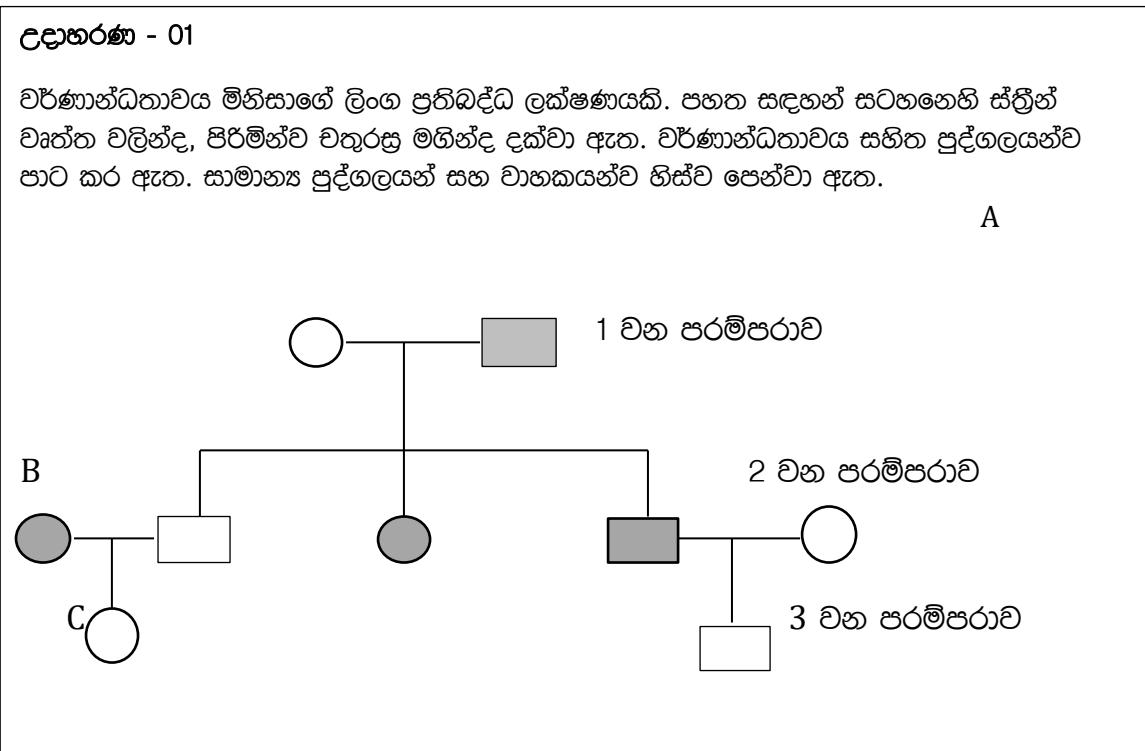 උදාහරණ - 01
වර්ණාන්ධතාවය මිනිසාගේ ලිංග ප්‍රතිබද්ධ ලක්ෂණයකි. පහත සඳහන් සටහනෙහි ස්ත්‍රීන්
වෘත්ත වලින්ද, පිරිමින්ව චතුරස්‍ර මගින්ද දක්වා ඇත. වර්ණාන්ධතාවය සහිත පුද්ගලයන්ව
පාට කර ඇත. සාමාන්‍ය පුද්ගලයන් සහ වාහකයන්ව හිස්ව පෙන්වා ඇත.
A
1 වන පරම්පරාව
B
2 වන පරම්පරාව
C
3 වන පරම්පරාව